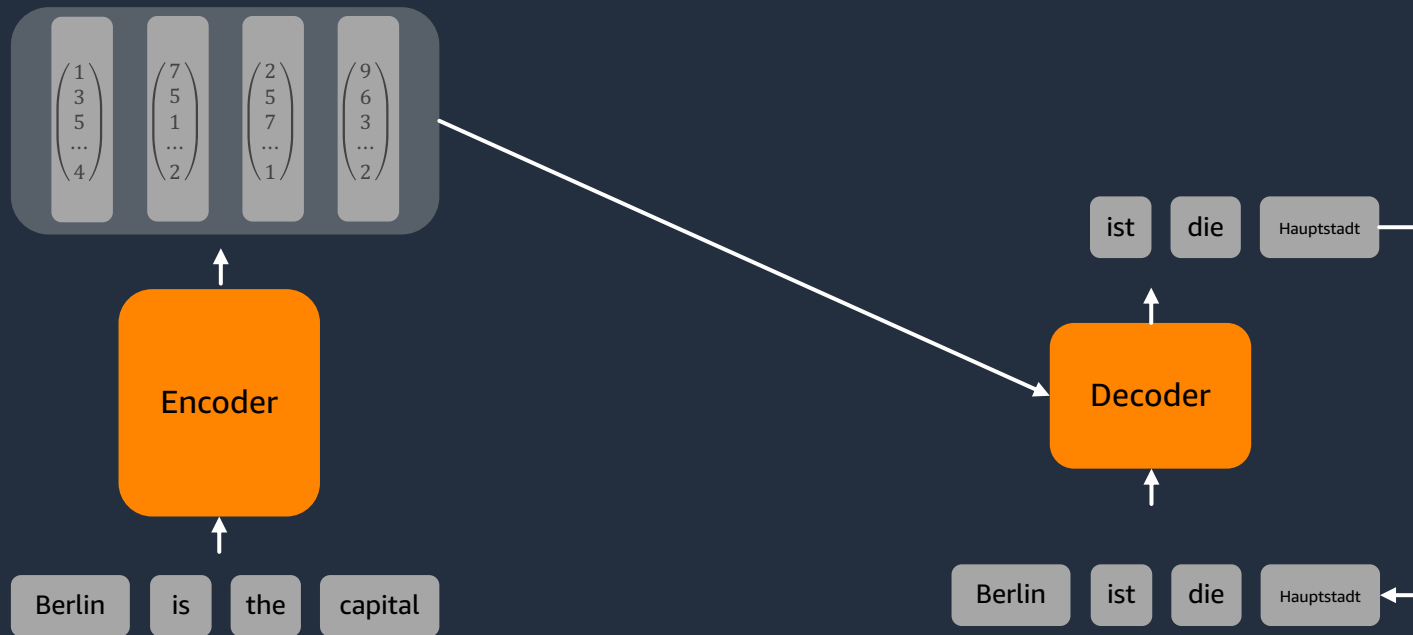 1 7 2 9
3 5 5 6
5 1 7 3
... ... ... ...
4 2 1 2
ist die Hauptstadt
Encoder
Decoder
Berlin is the capital
Berlin ist die Hauptstadt